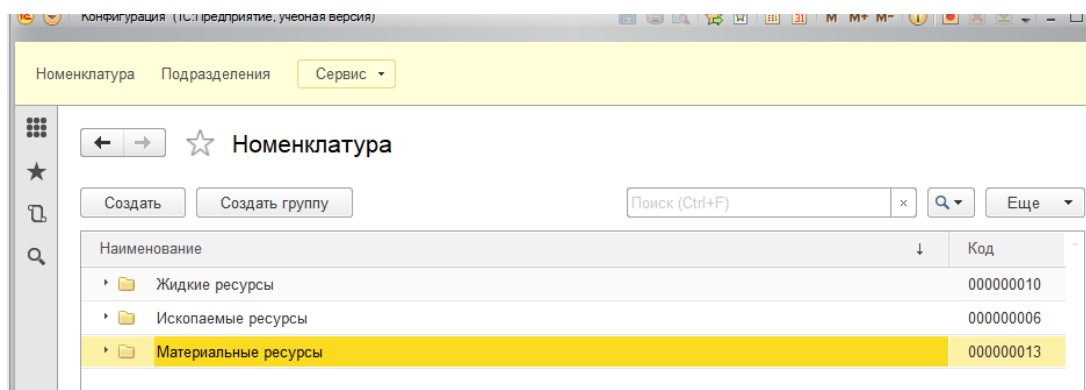 Конфигурация (1С:Предприятие, учебная версия) 31 M M+ M-
Номенклатура Подразделения Сервис
Номенклатура
Создать Создать группу Поиск (Ctrl+F) × Еще
Наименование ↓ Код
Жидкие ресурсы 000000010
Ископаемые ресурсы 000000006
Материальные ресурсы 000000013